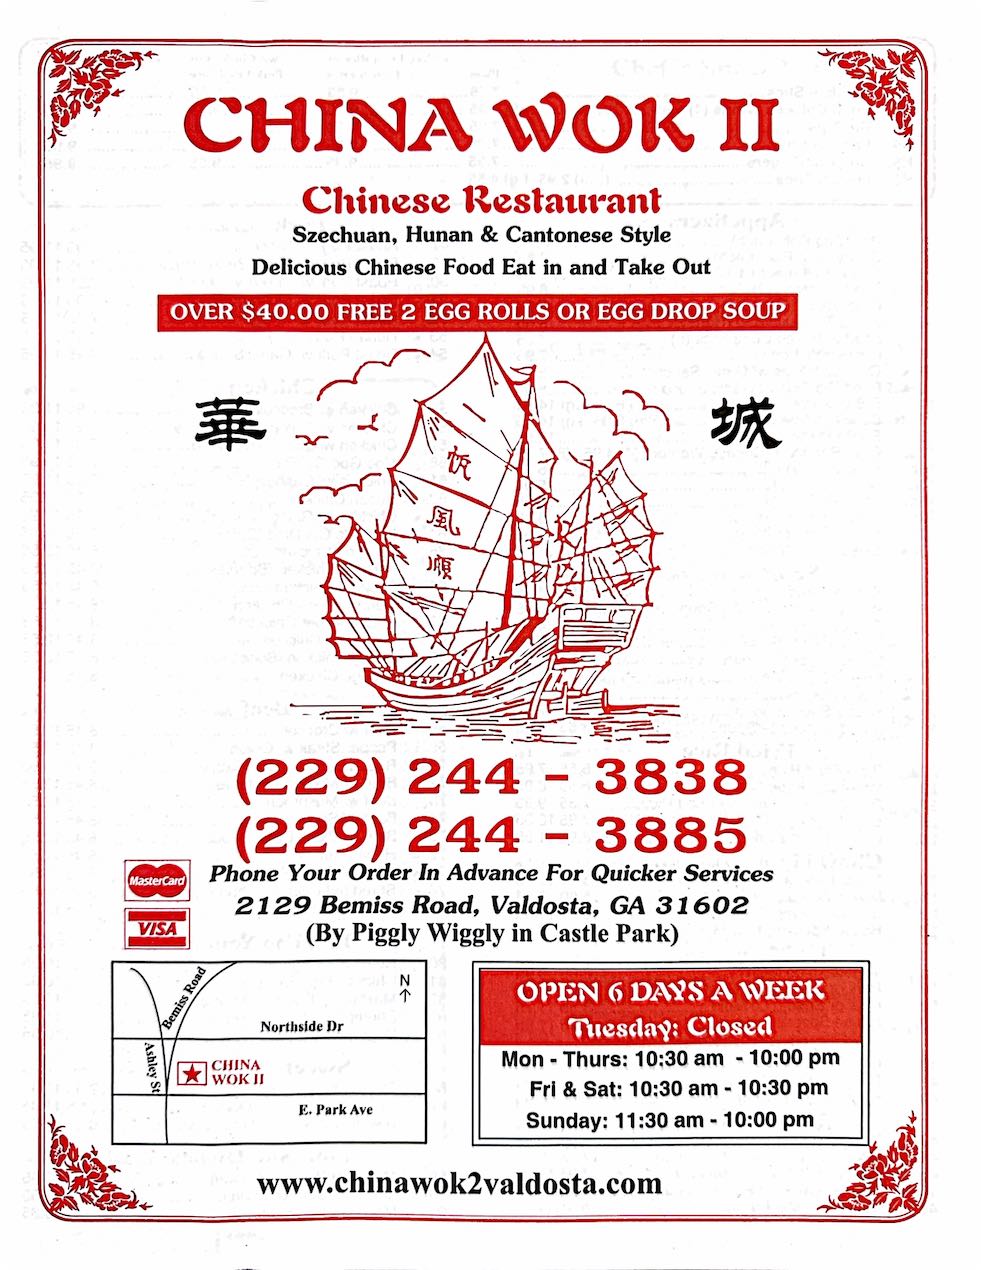 CHINA WOK II
Chinese Restaurant
Szechuan, Hunan & Cantonese Style
Delicious Chinese Food Eat in and Take Out
OVER $40.00 FREE 2 EGG ROLLS OR EGG DROP SOUP
華 城
帆
風
順
(229) 244 - 3838
(229) 244 - 3885
MasterCard
VISA
Phone Your Order In Advance For Quicker Services
2129 Bemiss Road, Valdosta, GA 31602
(By Piggly Wiggly in Castle Park)
Bemiss Road
N
Northside Dr
Ashley St
CHINA
WOK II
E. Park Ave
OPEN 6 DAYS A WEEK
Tuesday: Closed
Mon - Thurs: 10:30 am - 10:00 pm
Fri & Sat: 10:30 am - 10:30 pm
Sunday: 11:30 am - 10:00 pm
www.chinawok2valdosta.com